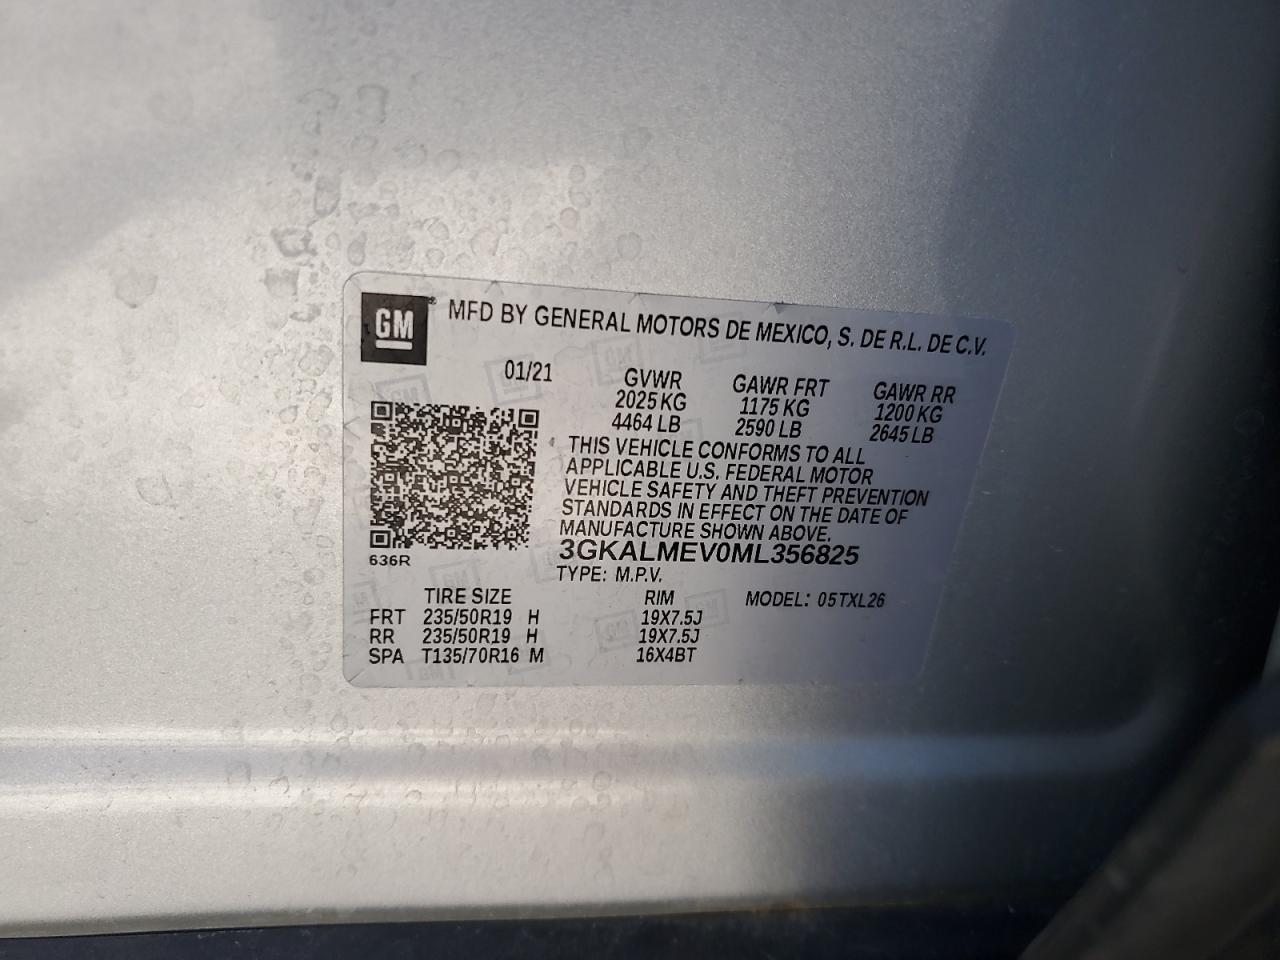 GM MFD BY GENERAL MOTORS DE MEXICO, S. DE R.L. DE C.V.
01/21 GVWR GAWR FRT GAWR RR
2025 KG 1175 KG 1200 KG
4464 LB 2590 LB 2645 LB
THIS VEHICLE CONFORMS TO ALL
APPLICABLE U.S. FEDERAL MOTOR
VEHICLE SAFETY AND THEFT PREVENTION
STANDARDS IN EFFECT ON THE DATE OF
MANUFACTURE SHOWN ABOVE.
636R 3GKALMEV0ML356825
TYPE: M.P.V.
TIRE SIZE RIM MODEL: 05TXL26
FRT 235/50R19 H 19X7.5J
RR 235/50R19 H 19X7.5J
SPA T135/70R16 M 16X4BT